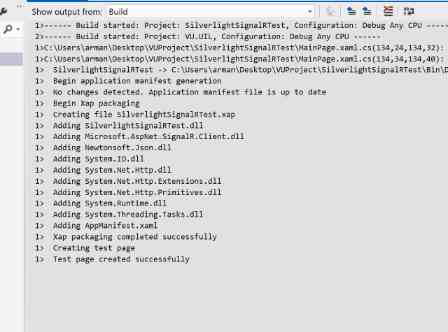 Show output from: Build
1>------ Build started: Project: SilverlightSignalRTest, Configuration: Debug Any CPU ----
2>------ Build started: Project: VU.UIL, Configuration: Debug Any CPU ------
1>C:\Users\arman\Desktop\VUProject\SilverlightSignalRTest\MainPage.xaml.cs(134,24,134,32):
1>C:\Users\arman\Desktop\VUProject\SilverlightSignalRTest\MainPage.xaml.cs(134,34,134,40):
1>  SilverlightSignalRTest -> C:\Users\arman\Desktop\VUProject\SilverlightSignalRTest\Bin\D
1>  Begin application manifest generation
1>  No changes detected. Application manifest file is up to date
1>  Begin Xap packaging
1>  Creating file SilverlightSignalRTest.xap
1>  Adding SilverlightSignalRTest.dll
1>  Adding Microsoft.AspNet.SignalR.Client.dll
1>  Adding Newtonsoft.Json.dll
1>  Adding System.IO.dll
1>  Adding System.Net.Http.dll
1>  Adding System.Net.Http.Extensions.dll
1>  Adding System.Net.Http.Primitives.dll
1>  Adding System.Runtime.dll
1>  Adding System.Threading.Tasks.dll
1>  Adding AppManifest.xaml
1>  Xap packaging completed successfully
1>  Creating test page
1>  Test page created successfully